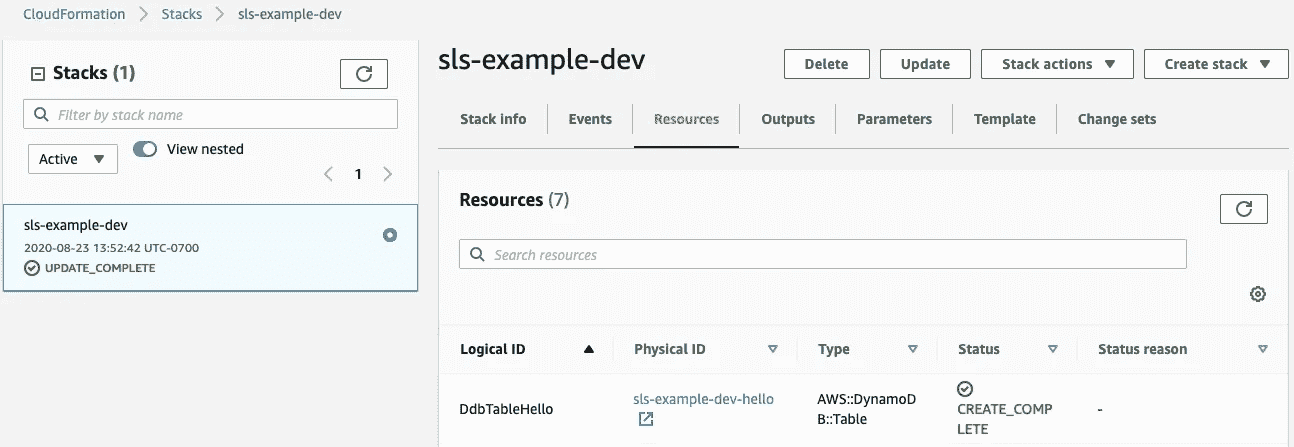 CloudFormation > Stacks > sls-example-dev
Stacks (1)
Filter by stack name
Active
View nested
1
sls-example-dev
2020-08-23 13:52:42 UTC-0700
UPDATE_COMPLETE
sls-example-dev
Delete
Update
Stack actions
Create stack
Stack info
Events
Resources
Outputs
Parameters
Template
Change sets
Resources (7)
Search resources
Logical ID
Physical ID
Type
Status
Status reason
DdbTableHello
sls-example-dev-hello
AWS::DynamoD
B::Table
CREATE_COMP
LETE
-